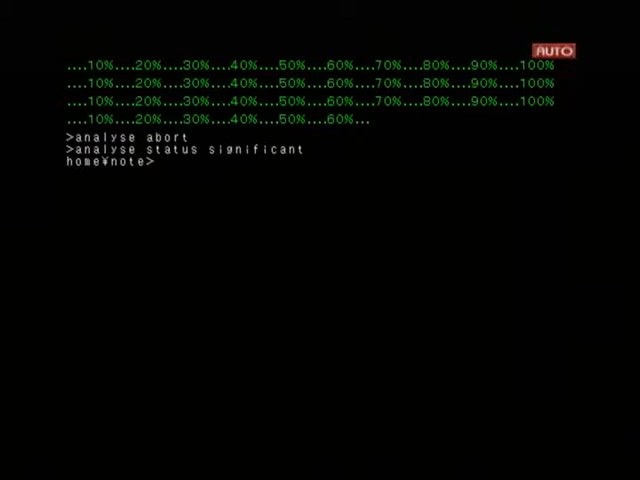 AUTO
....10%....20%....30%....40%....50%....60%....70%....80%....90%....100%
....10%....20%....30%....40%....50%....60%....70%....80%....90%....100%
....10%....20%....30%....40%....50%....60%....70%....80%....90%....100%
....10%....20%....30%....40%....50%....60%...
>analyse abort
>analyse status significant
home¥note>